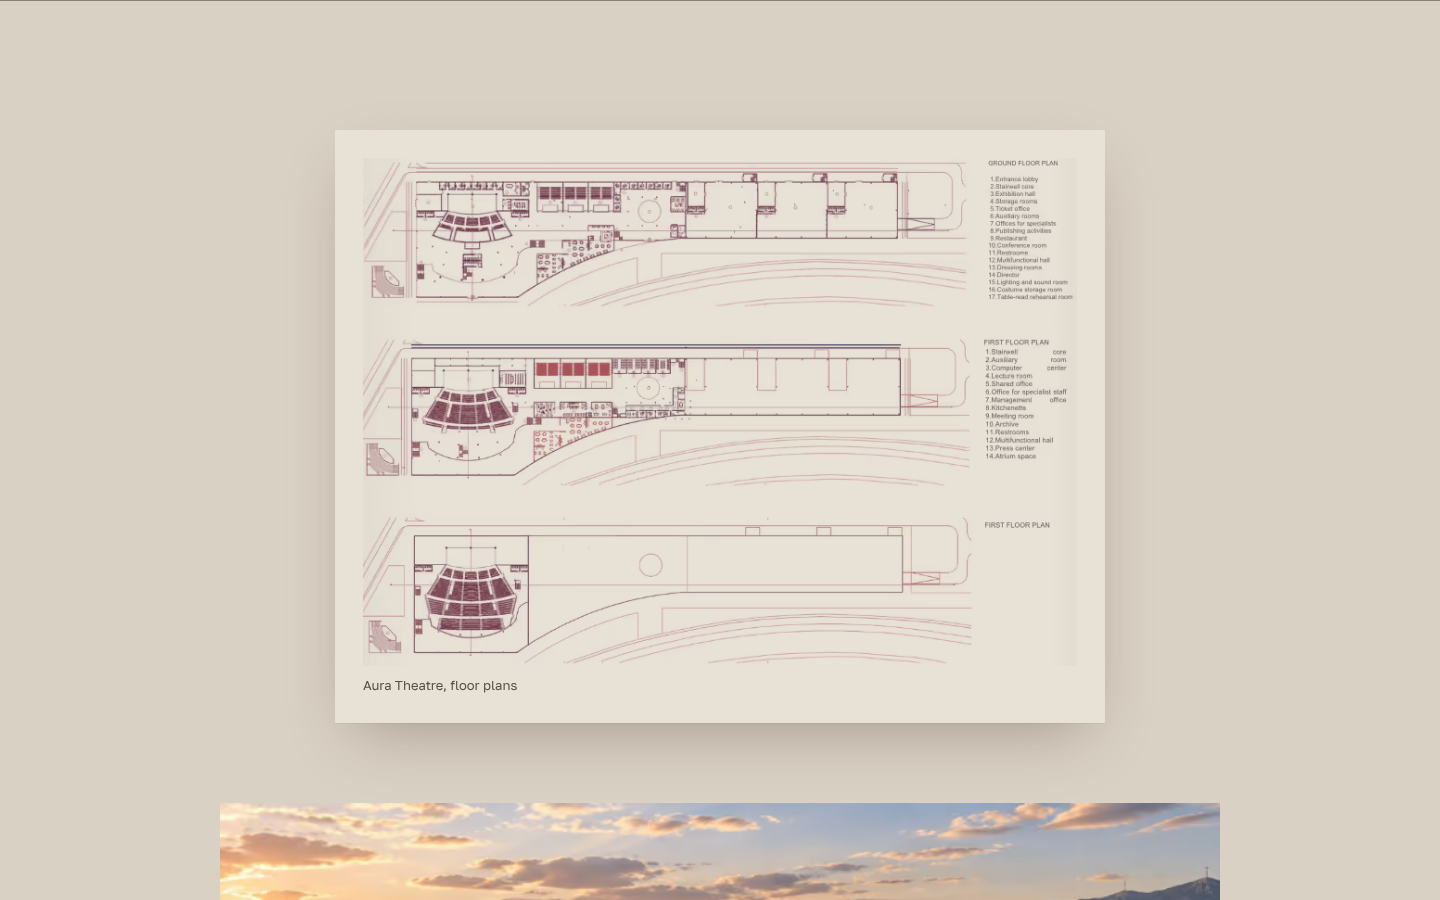 GROUND FLOOR PLAN
1.Entrance lobby
2.Stairwell core
3.Exhibition hall
4.Storage rooms
5.Ticket office
6.Auxiliary rooms
7.Offices for specialists
8.Publishing activities
9.Restaurant
10.Conference room
11.Restrooms
12.Multifunctional hall
13.Dressing rooms
14.Director
15.Lighting and sound room
16.Costume storage room
17.Table-read rehearsal room
FIRST FLOOR PLAN
1.Stairwell core
2.Auxiliary room
3.Computer center
4.Lecture room
5.Shared office
6.Office for specialist staff
7.Management office
8.Kitchenette
9.Meeting room
10.Archive
11.Restrooms
12.Multifunctional hall
13.Press center
14.Atrium space
FIRST FLOOR PLAN
Aura Theatre, floor plans